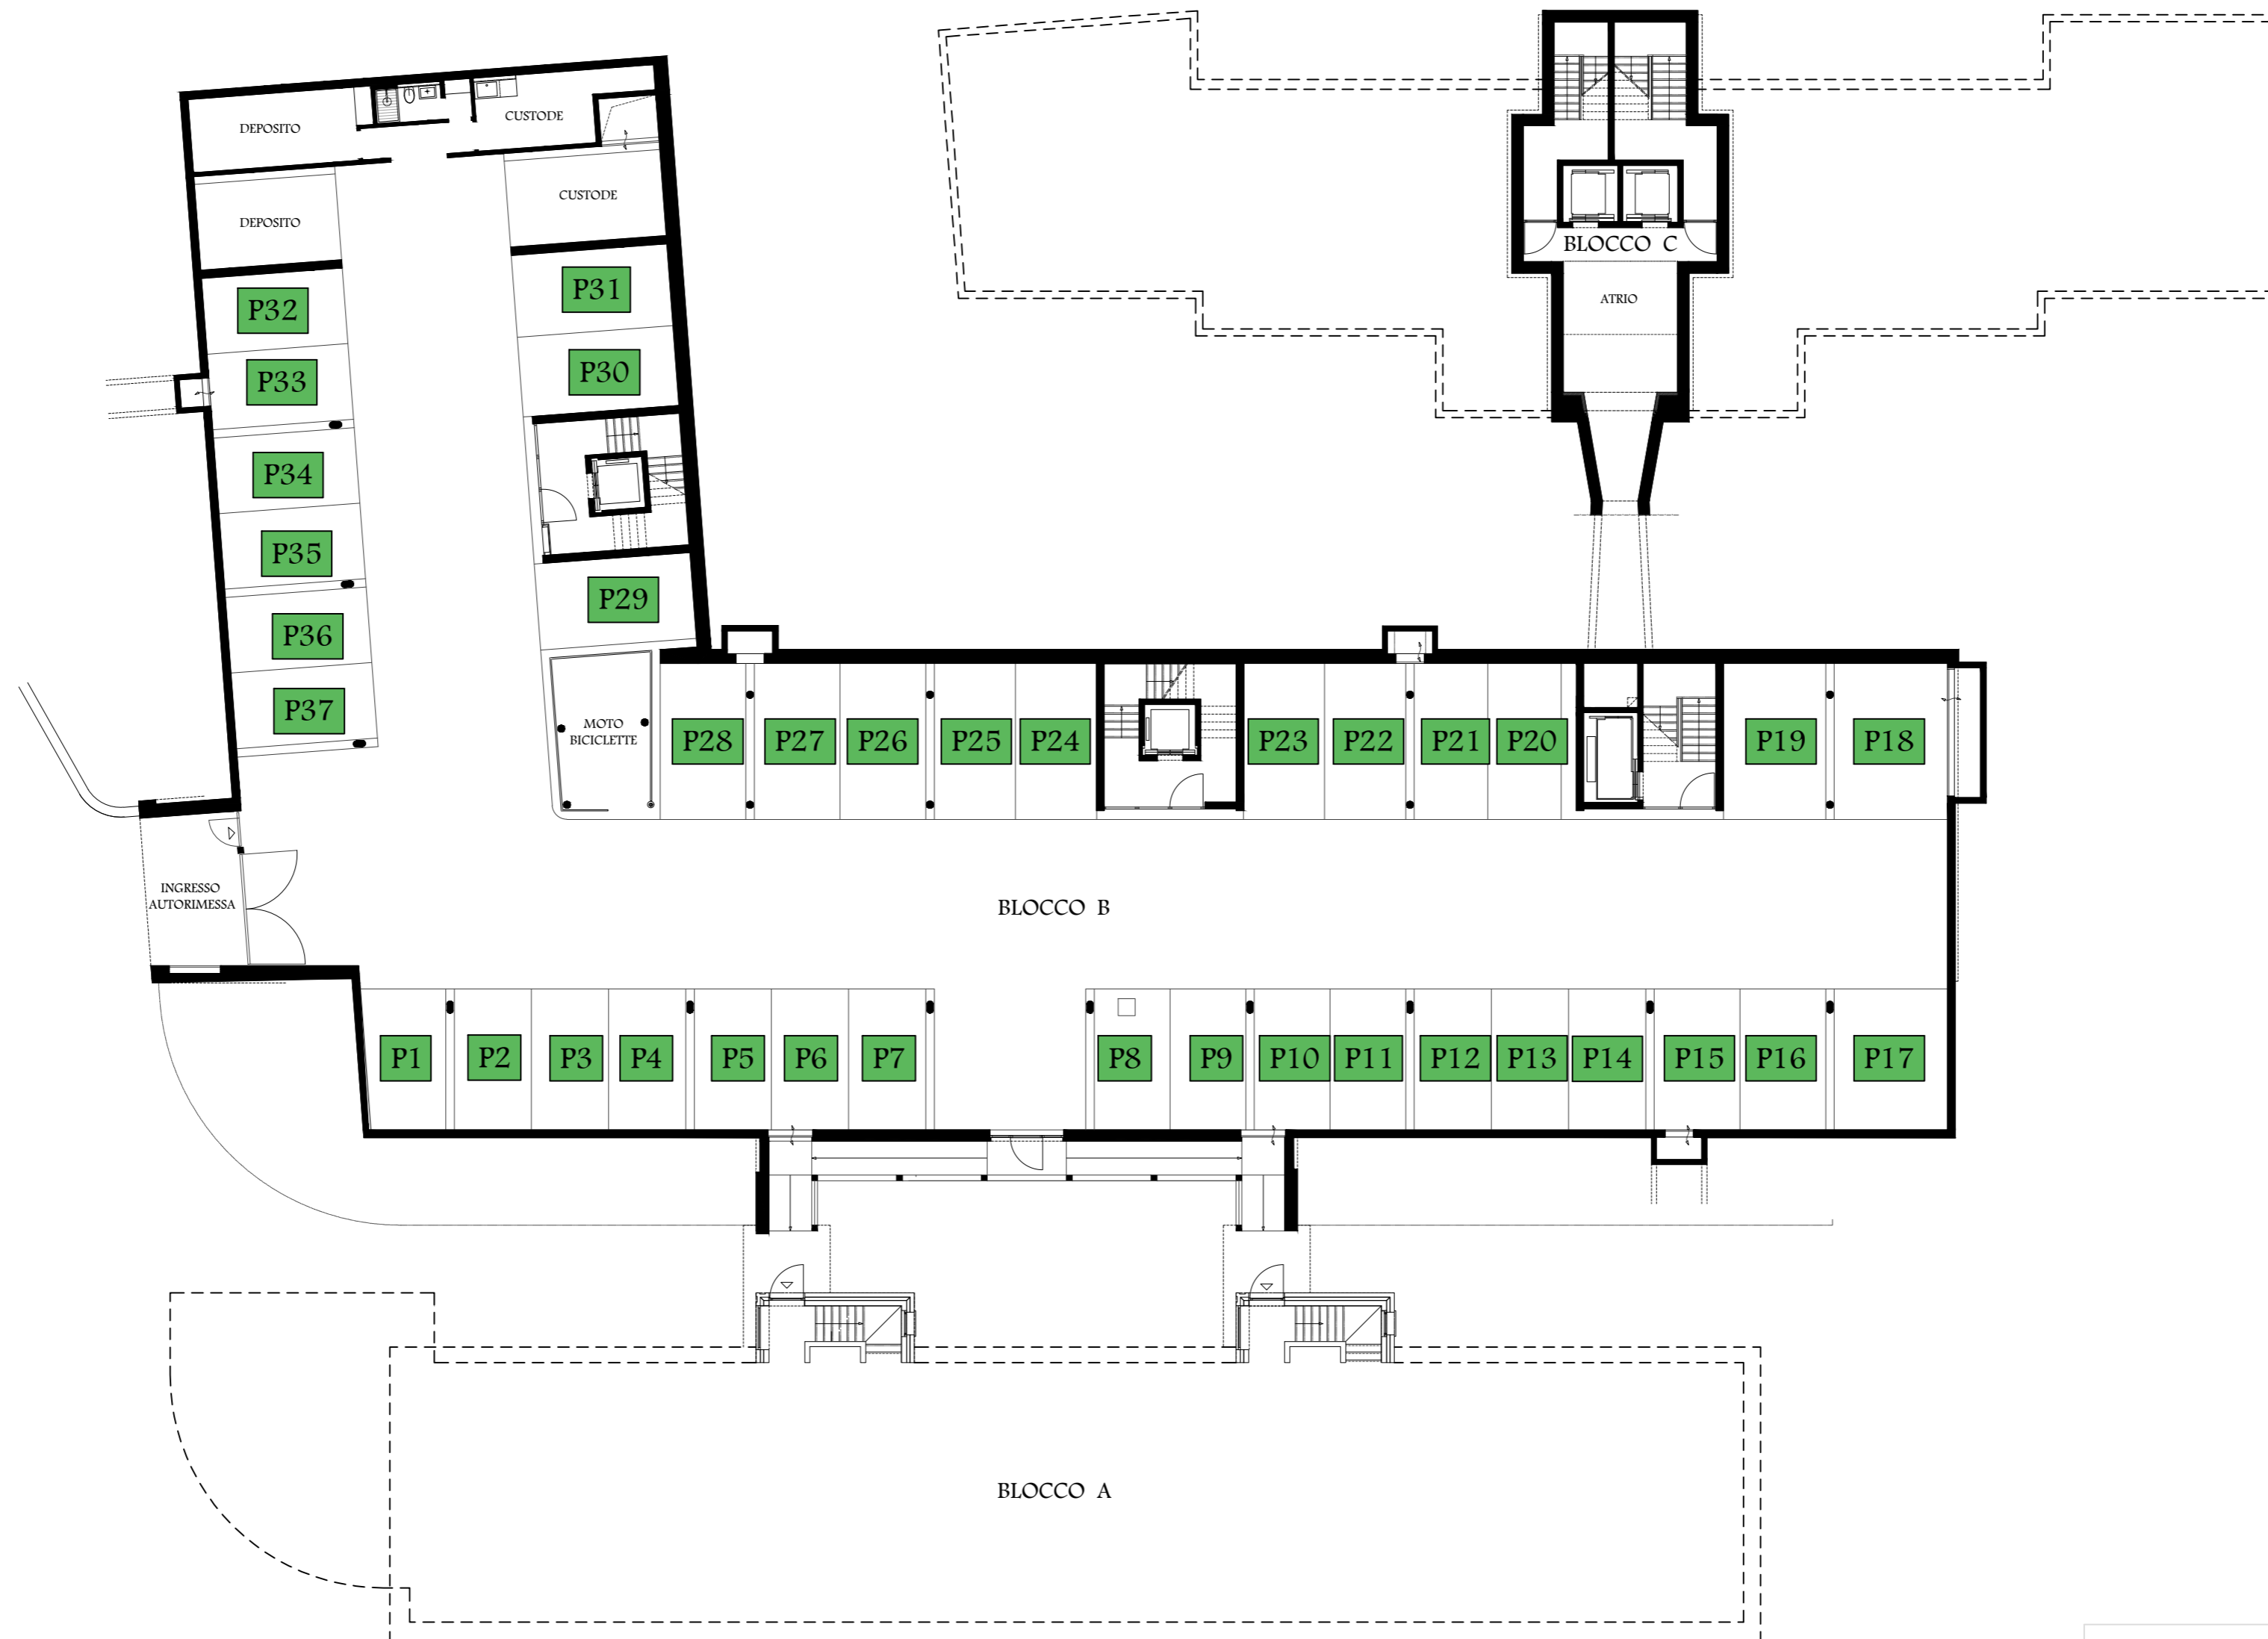 DEPOSITO
CUSTODE
DEPOSITO
CUSTODE
BLOCCO C
ATRIO
P32
P31
P33
P30
P34
P35
P29
P36
P37
MOTO
BICICLETTE
P28
P27
P26
P25
P24
P23
P22
P21
P20
P19
P18
INGRESSO
AUTORIMESSA
BLOCCO B
P1
P2
P3
P4
P5
P6
P7
P8
P9
P10
P11
P12
P13
P14
P15
P16
P17
BLOCCO A